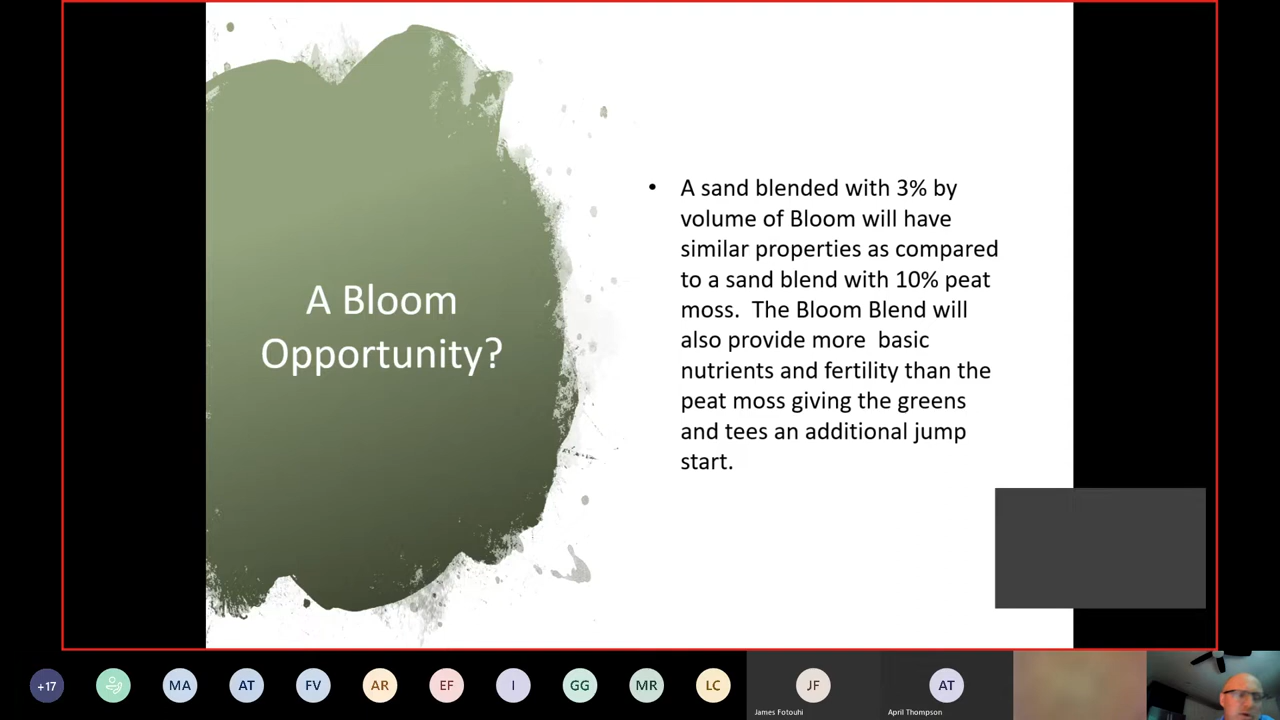 A Bloom
Opportunity?
• A sand blended with 3% by
volume of Bloom will have
similar properties as compared
to a sand blend with 10% peat
moss.  The Bloom Blend will
also provide more  basic
nutrients and fertility than the
peat moss giving the greens
and tees an additional jump
start.
+17
MA
AT
FV
AR
EF
I
GG
MR
LC
JF
James Fotouhi
AT
April Thompson